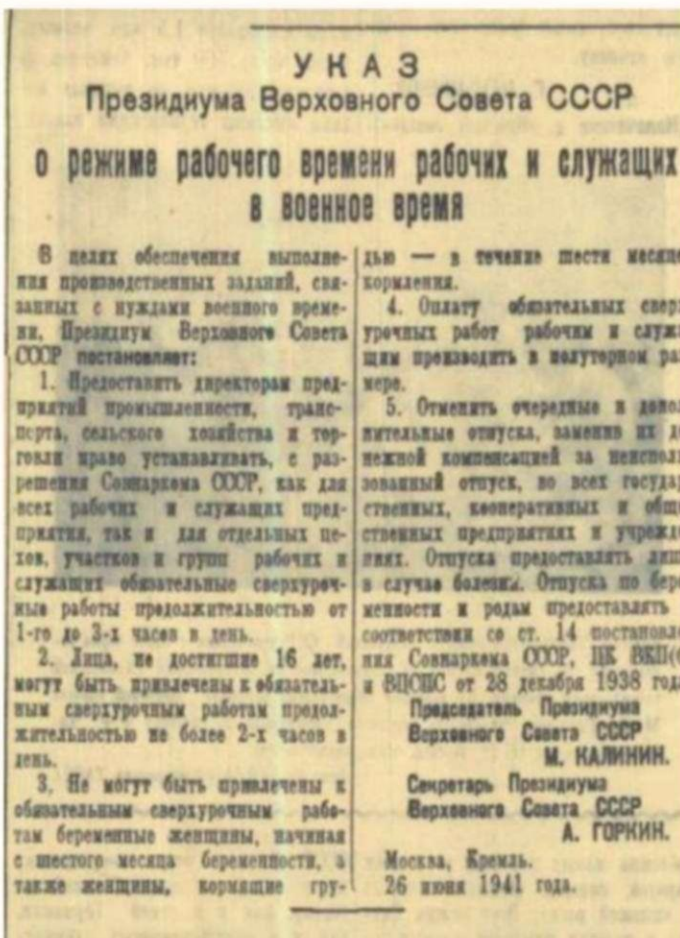 УКАЗ
Президиума Верховного Совета СССР
о режиме рабочего времени рабочих и служащих
в военное время
В целях обеспечения выполне-
ния производственных заданий, свя-
занных с нуждами военного време-
ни, Президиум Верховного Совета
СССР постановляет:
1. Предоставить директорам пред-
приятий промышленности, транс-
порта, сельского хозяйства и тор-
говли право устанавливать, с раз-
решения Совнаркома СССР, как для
всех рабочих и служащих пред-
приятия, так и для отдельных це-
хов, участков и групп рабочих и
служащих обязательные сверхуроч-
ные работы продолжительностью от
1-го до 3-х часов в день.
2. Лица, не достигшие 16 лет,
могут быть привлечены к обязатель-
ным сверхурочным работам продол-
жительностью не более 2-х часов в
день.
3. Не могут быть привлечены к
обязательным сверхурочным рабо-
там беременные женщины, начиная
с шестого месяца беременности, а
также женщины, кормящие гру-
дью — в течение шести месяце
кормления.
4. Оплату обязательных сверх
урочных работ рабочим и служа
щим производить в полуторном раз
мере.
5. Отменить очередные и допол
нительные отпуска, заменив их де
нежной компенсацией за неисполь
зованный отпуск, во всех государ
ственных, кооперативных и обще
ственных предприятиях и учрежде
ниях. Отпуска предоставлять лиш
в случае болезни. Отпуска по бере
менности и родам предоставлять
соответствии со ст. 14 постановле
ния Совнаркома СССР, ЦК ВКП(б
и ВЦСПС от 28 декабря 1938 года
Председатель Президиума
Верховного Совета СССР
М. КАЛИНИН.
Секретарь Президиума
Верховного Совета СССР
А. ГОРКИН.
Москва, Кремль.
26 июня 1941 года.